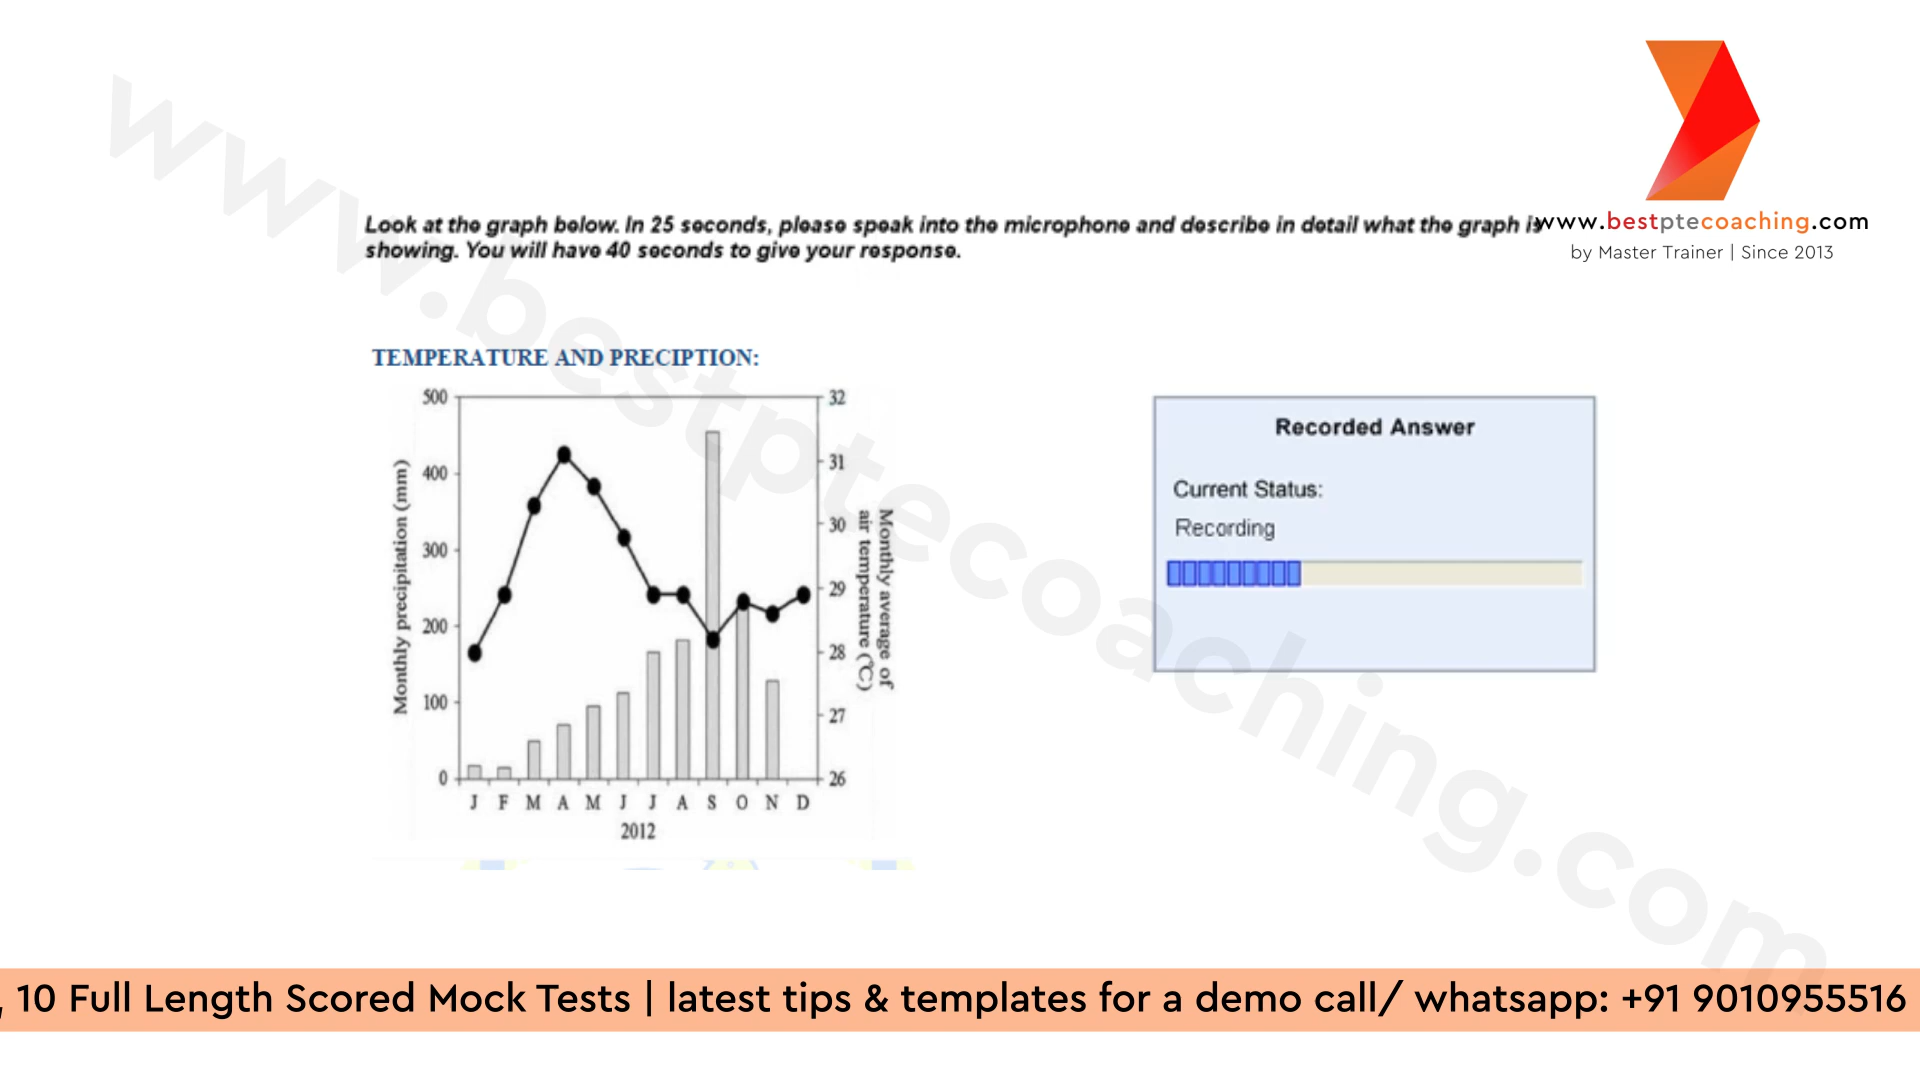 www.bestptecoaching.com
Look at the graph below. In 25 seconds, please speak into the microphone and describe in detail what the graph is
showing. You will have 40 seconds to give your response.
www.bestptecoaching.com
by Master Trainer | Since 2013
TEMPERATURE AND PRECIPTION:
Monthly precipitation (mm)
500
400
300
200
100
0
32
31
30
29
28
27
26
Monthly average of
air temperature (°C)
J F M A M J J A S O N D
2012
Recorded Answer
Current Status:
Recording
, 10 Full Length Scored Mock Tests | latest tips & templates for a demo call/ whatsapp: +91 9010955516